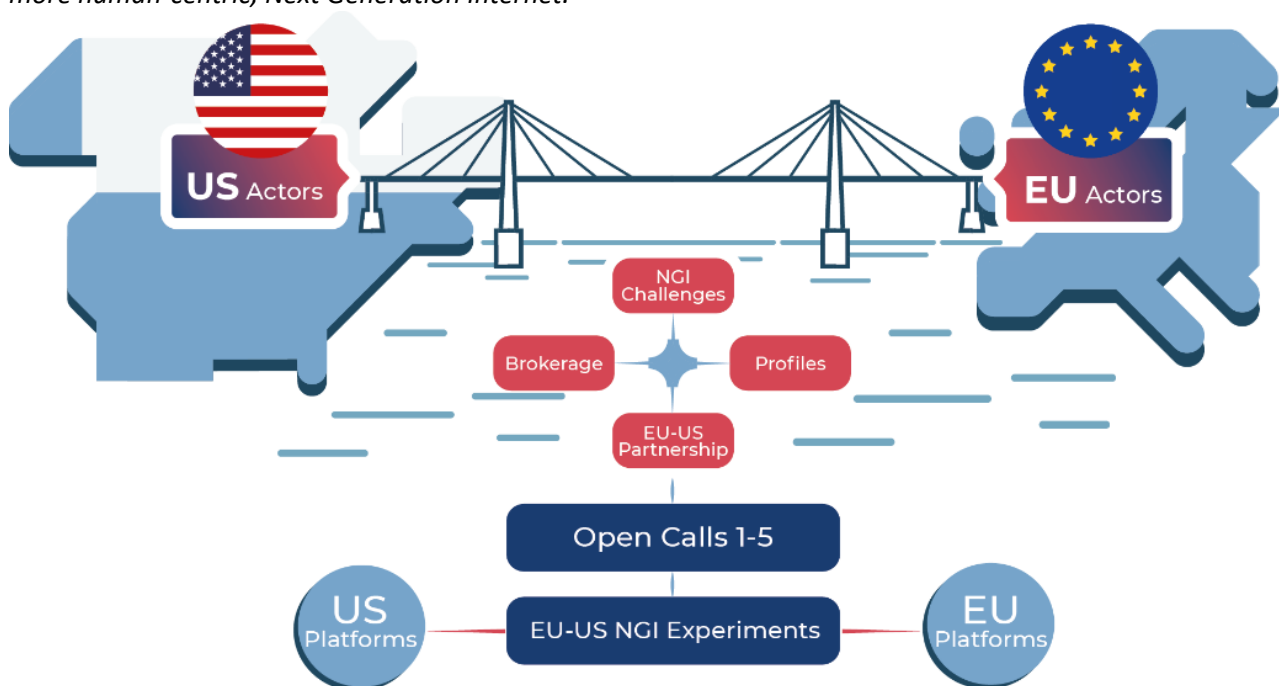 more human-centric, Next Generation Internet.
US Actors
EU Actors
NGI
Challenges
Brokerage
Profiles
EU-US
Partnership
Open Calls 1-5
US
Platforms
EU-US NGI Experiments
EU
Platforms